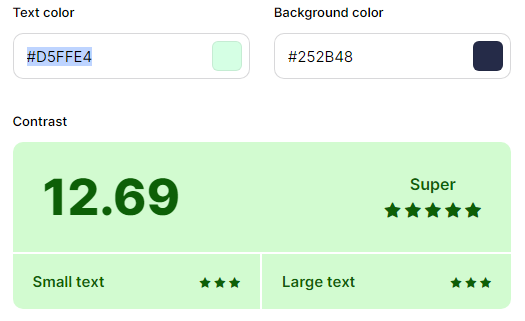 Text color
Background color
#D5FFE4
#252B48
Contrast
12.69
Super
Small text
Large text